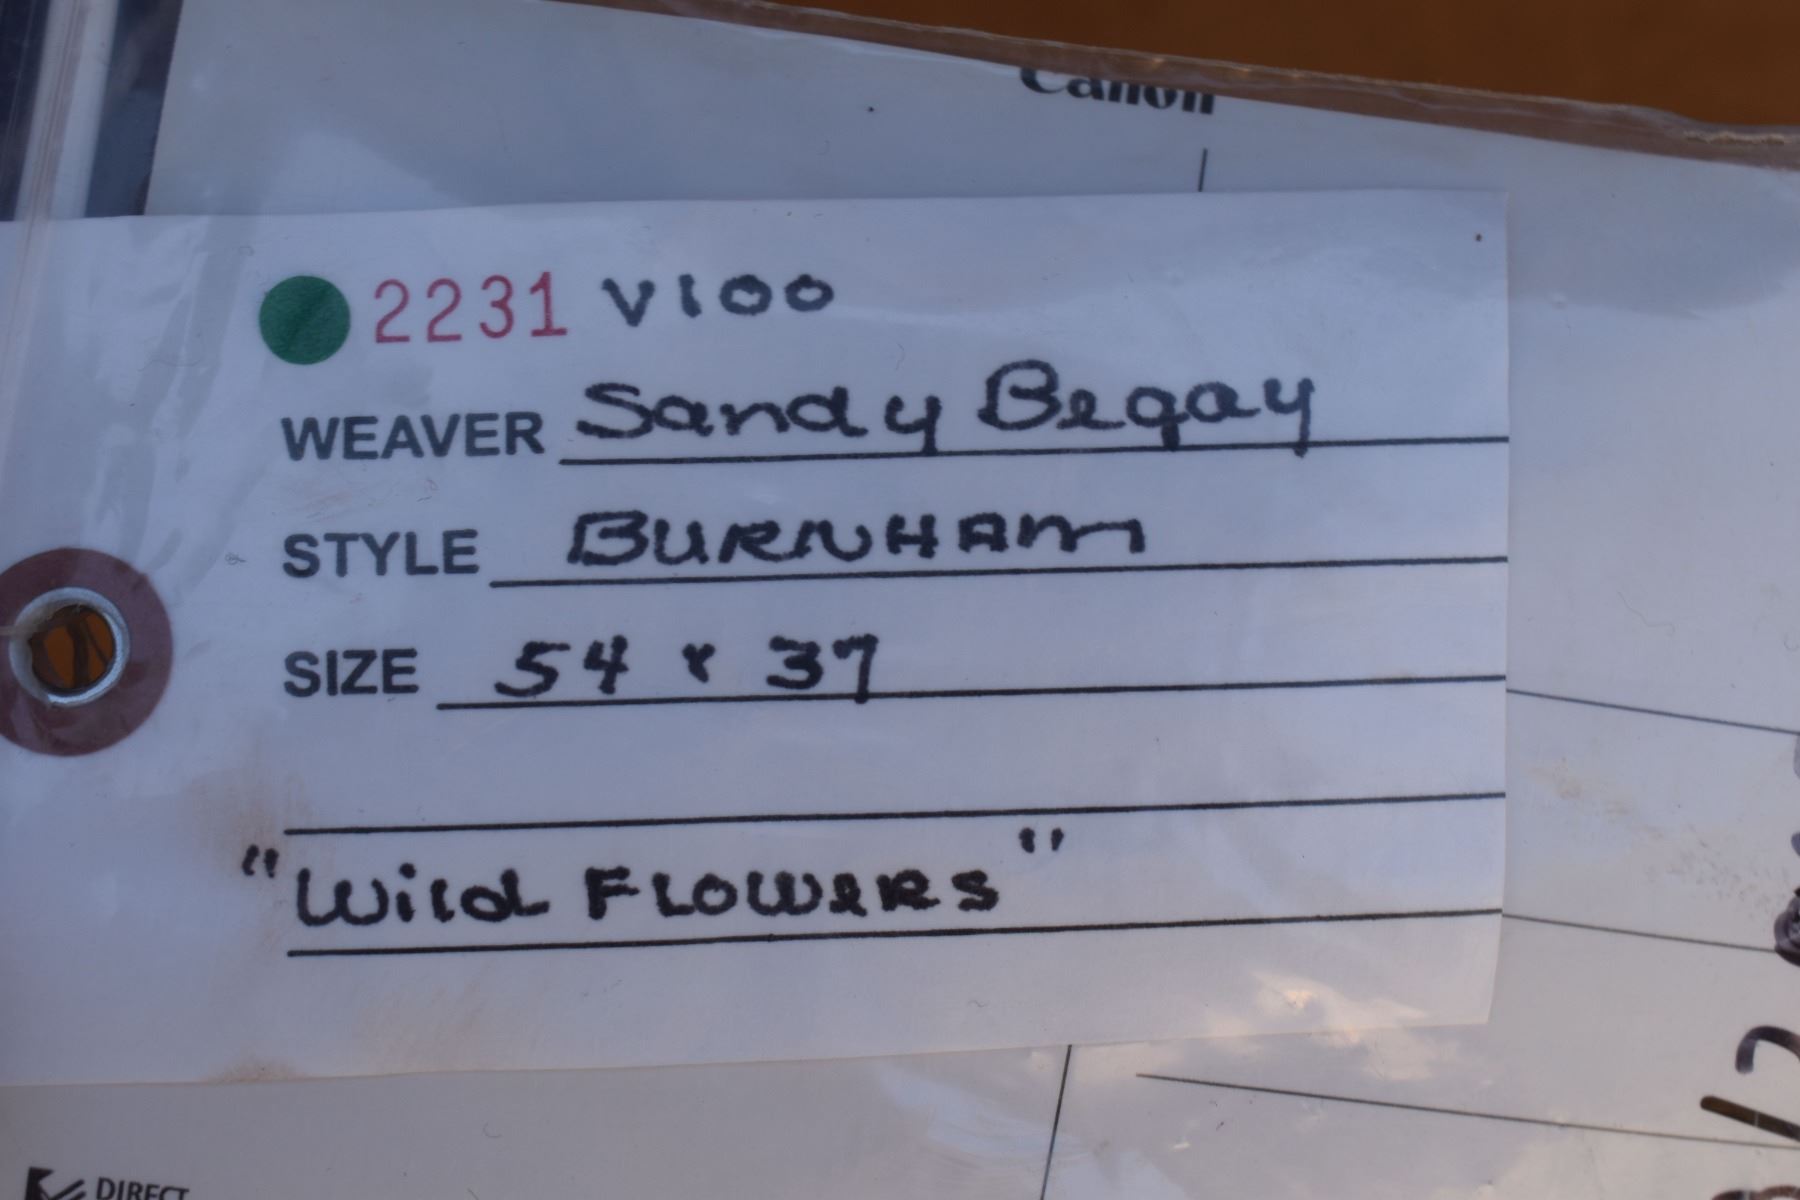 Canon
2231 V100
WEAVER Sandy Begay
STYLE BURNHAM
SIZE 54 x 37
"Wild FLOWeRS"
DIRECT